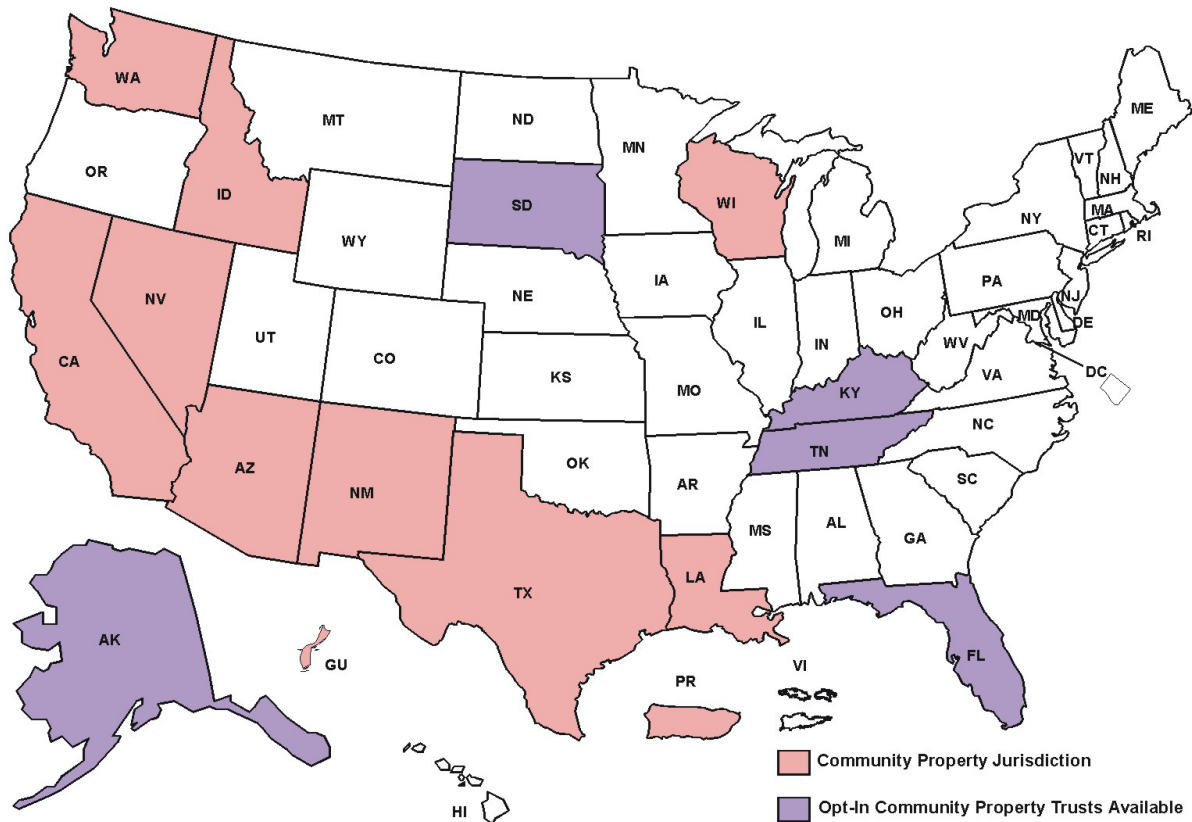 WA
MT
ND
MN
ME
OR
ID
SD
WI
VT
NH
NY
MA
CT
RI
WY
MI
IA
PA
NE
NJ
NV
OH
MD
DE
UT
IL
IN
WV
CA
CO
DC
VA
KS
MO
KY
NC
TN
OK
AZ
NM
AR
SC
MS
AL
GA
LA
TX
AK
GU
FL
VI
PR
HI
Community Property Jurisdiction
Opt-In Community Property Trusts Available